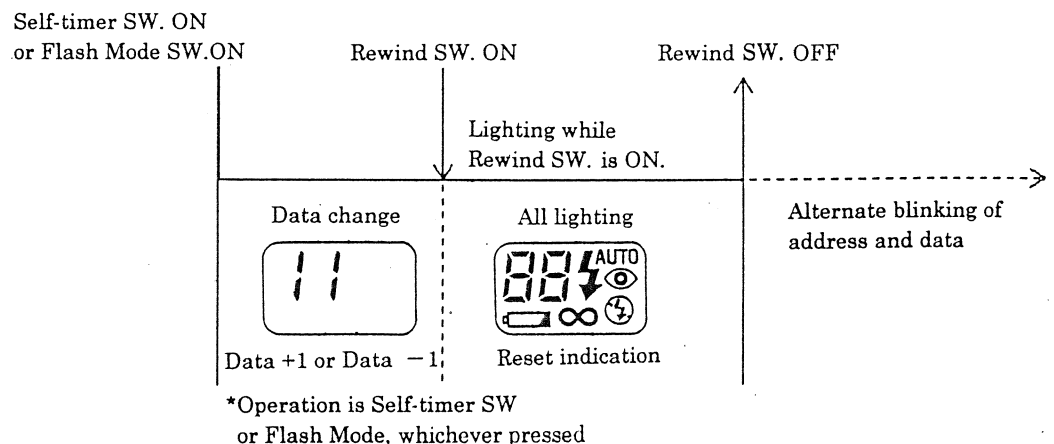 Self-timer SW. ON
or Flash Mode SW.ON
Rewind SW. ON
Rewind SW. OFF
Lighting while
Rewind SW. is ON.
Data change
All lighting
Alternate blinking of
address and data
11
88 AUTO
Data +1 or Data −1
Reset indication
*Operation is Self-timer SW
or Flash Mode, whichever pressed